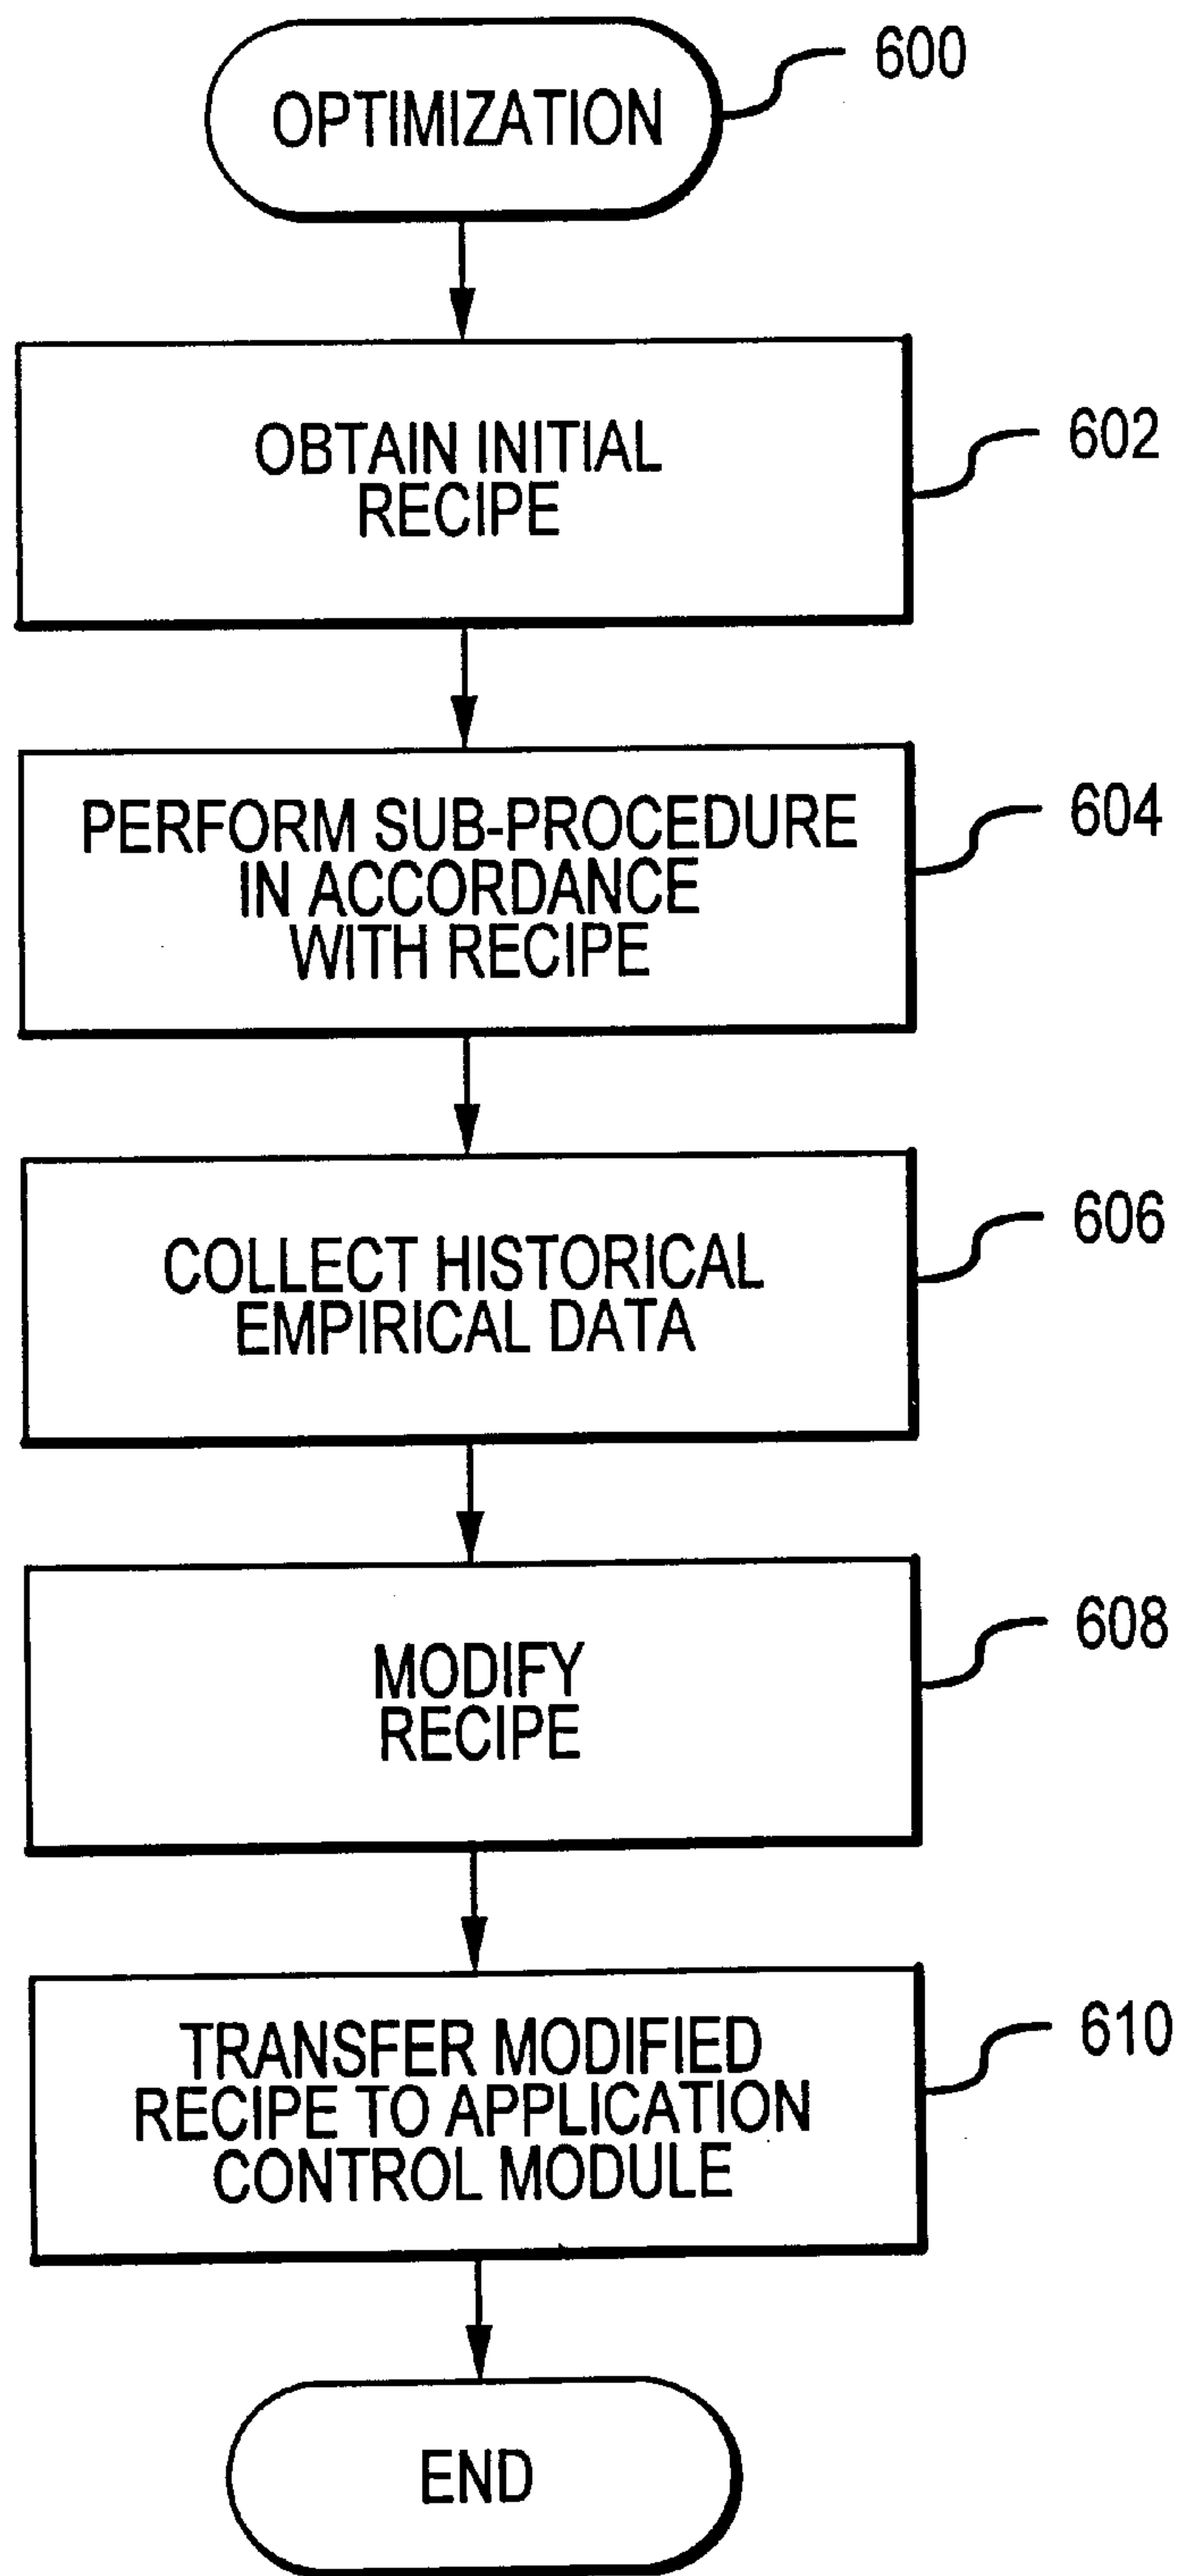 OPTIMIZATION
600
OBTAIN INITIAL
RECIPE
602
PERFORM SUB-PROCEDURE
IN ACCORDANCE
WITH RECIPE
604
COLLECT HISTORICAL
EMPIRICAL DATA
606
MODIFY
RECIPE
608
TRANSFER MODIFIED
RECIPE TO APPLICATION
CONTROL MODULE
610
END